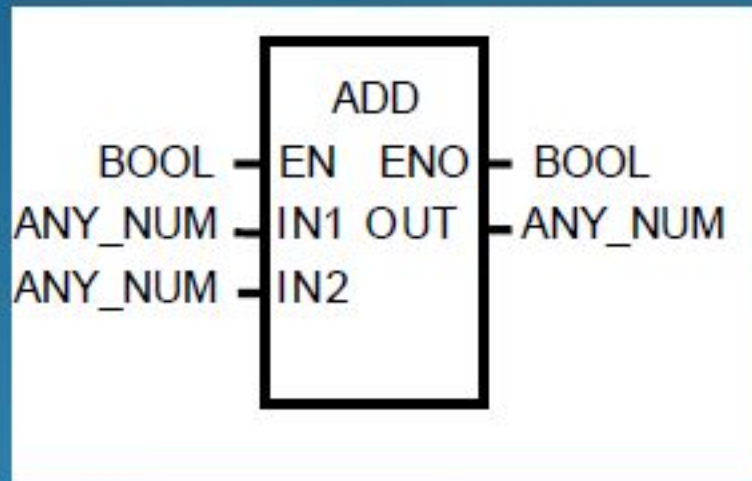 ADD
BOOL EN ENO BOOL
ANY_NUM IN1 OUT ANY_NUM
ANY_NUM IN2